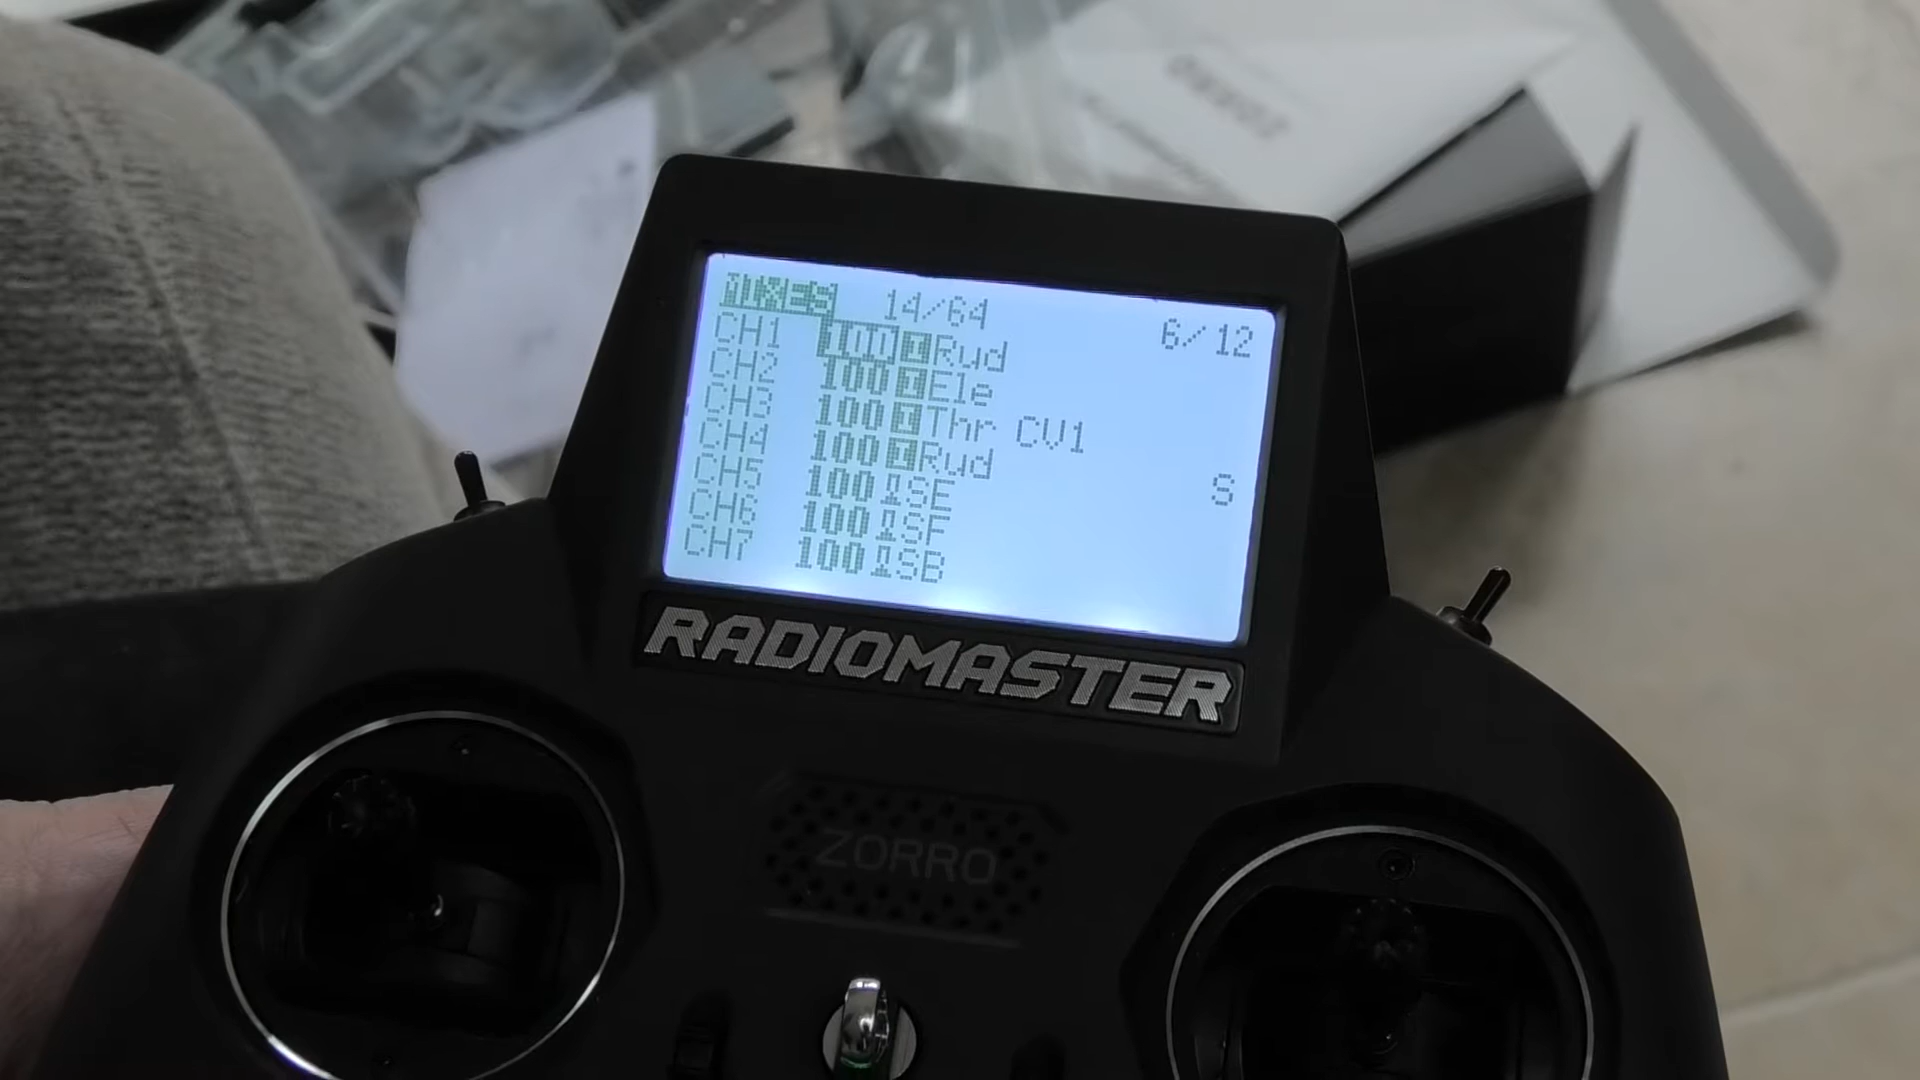 MIXES 14/64 6/12
CH1 100 I Rud
CH2 100 I Ele
CH3 100 I Thr CV1
CH4 100 I Rud
CH5 100 SE S
CH6 100 SF
CH7 100 SB
RADIOMASTER
ZORRO